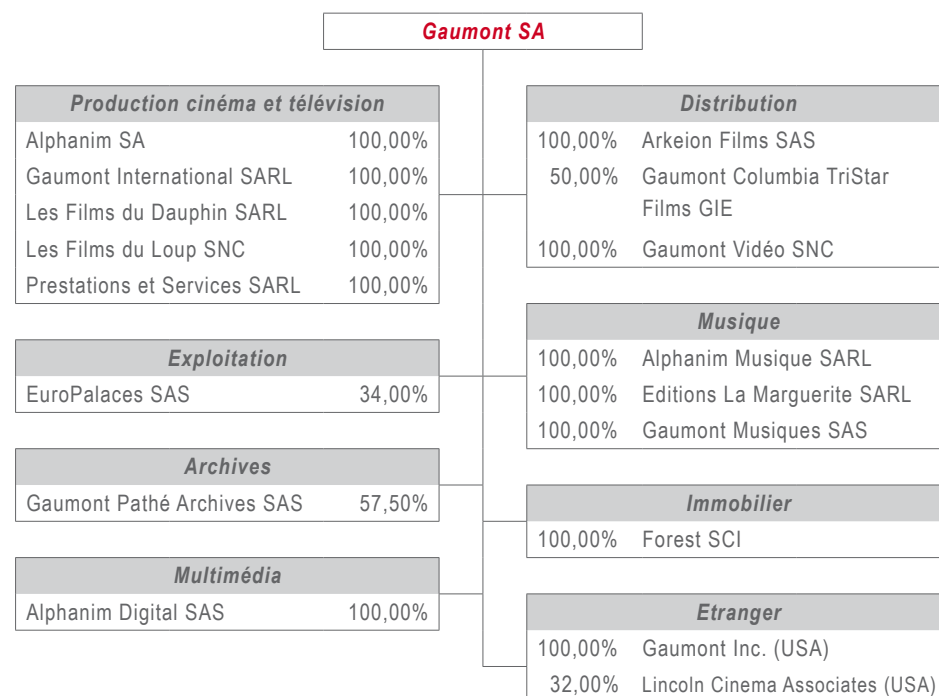 Gaumont SA
Production cinéma et télévision
Alphanim SA 100,00%
Gaumont International SARL 100,00%
Les Films du Dauphin SARL 100,00%
Les Films du Loup SNC 100,00%
Prestations et Services SARL 100,00%
Exploitation
EuroPalaces SAS 34,00%
Archives
Gaumont Pathé Archives SAS 57,50%
Multimédia
Alphanim Digital SAS 100,00%
Distribution
100,00% Arkeion Films SAS
50,00% Gaumont Columbia TriStar
Films GIE
100,00% Gaumont Vidéo SNC
Musique
100,00% Alphanim Musique SARL
100,00% Editions La Marguerite SARL
100,00% Gaumont Musiques SAS
Immobilier
100,00% Forest SCI
Etranger
100,00% Gaumont Inc. (USA)
32,00% Lincoln Cinema Associates (USA)